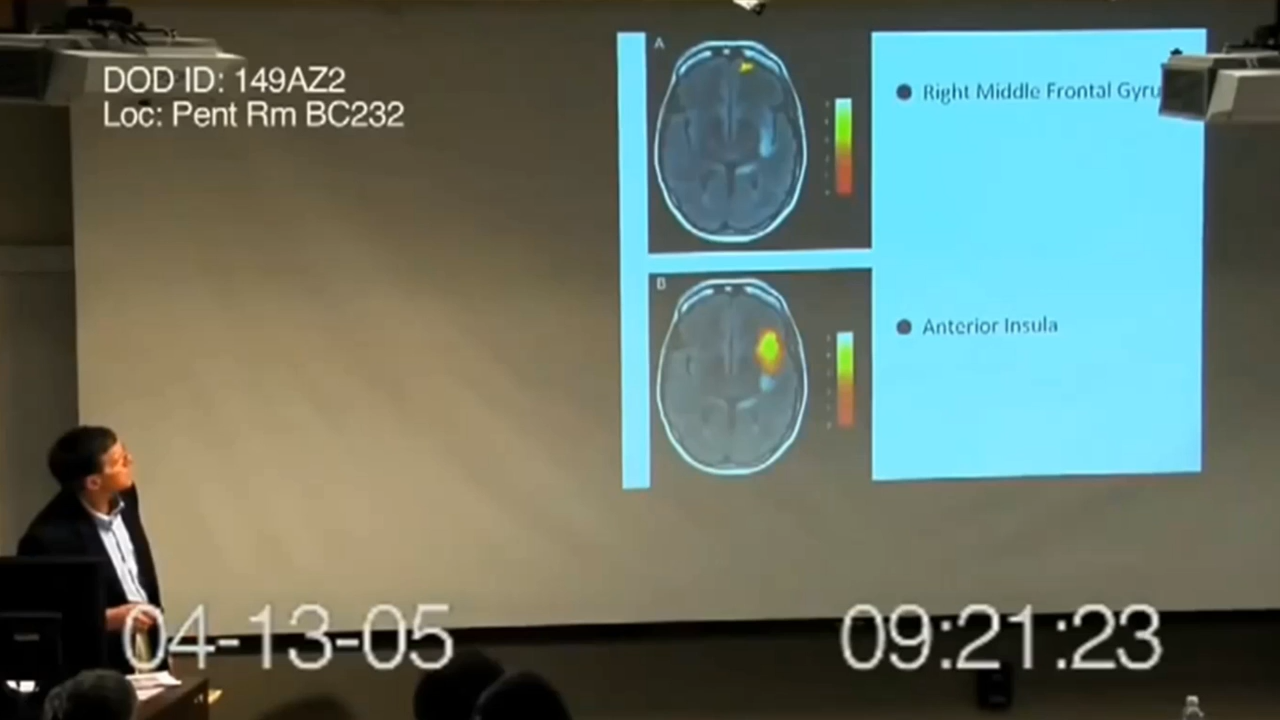 DOD ID: 149AZ2
Loc: Pent Rm BC232
A
Right Middle Frontal Gyru
B
Anterior Insula
04-13-05
09:21:23